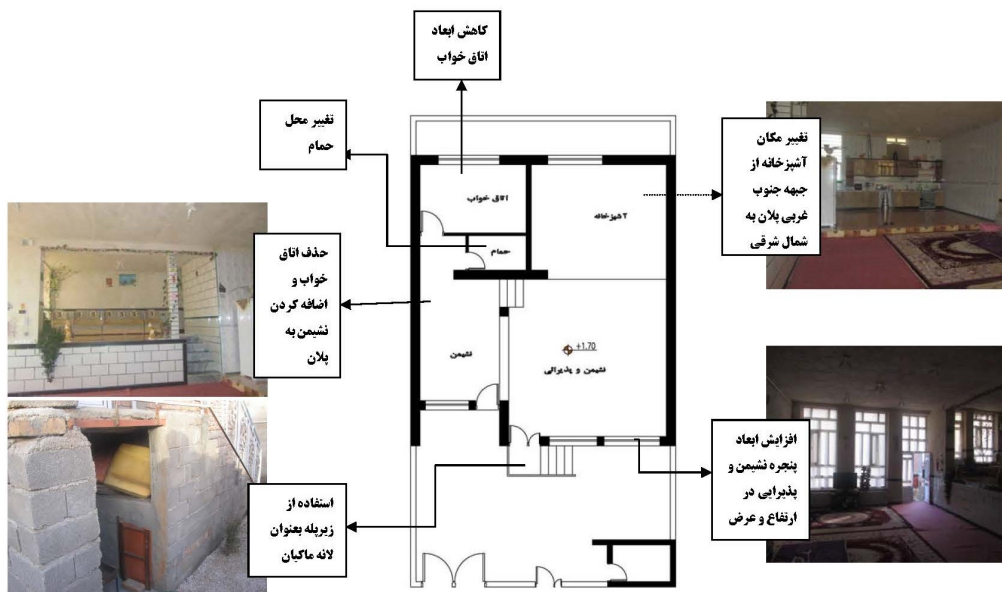 کاهش ابعاد
اتاق خواب
تغییر محل
حمام
تغییر مکان
آشپزخانه از
جبهه جنوب
غربی پلان به
شمال شرقی
حذف اتاق
خواب و
اضافه کردن
نشیمن به
پلان
اتاق خواب
آشپزخانه
حمام
نشیمن
+1.70
نشیمن و پذیرائی
افزایش ابعاد
پنجره نشیمن و
پذیرایی در
ارتفاع و عرض
استفاده از
زیرپله بعنوان
لانه ماکیان